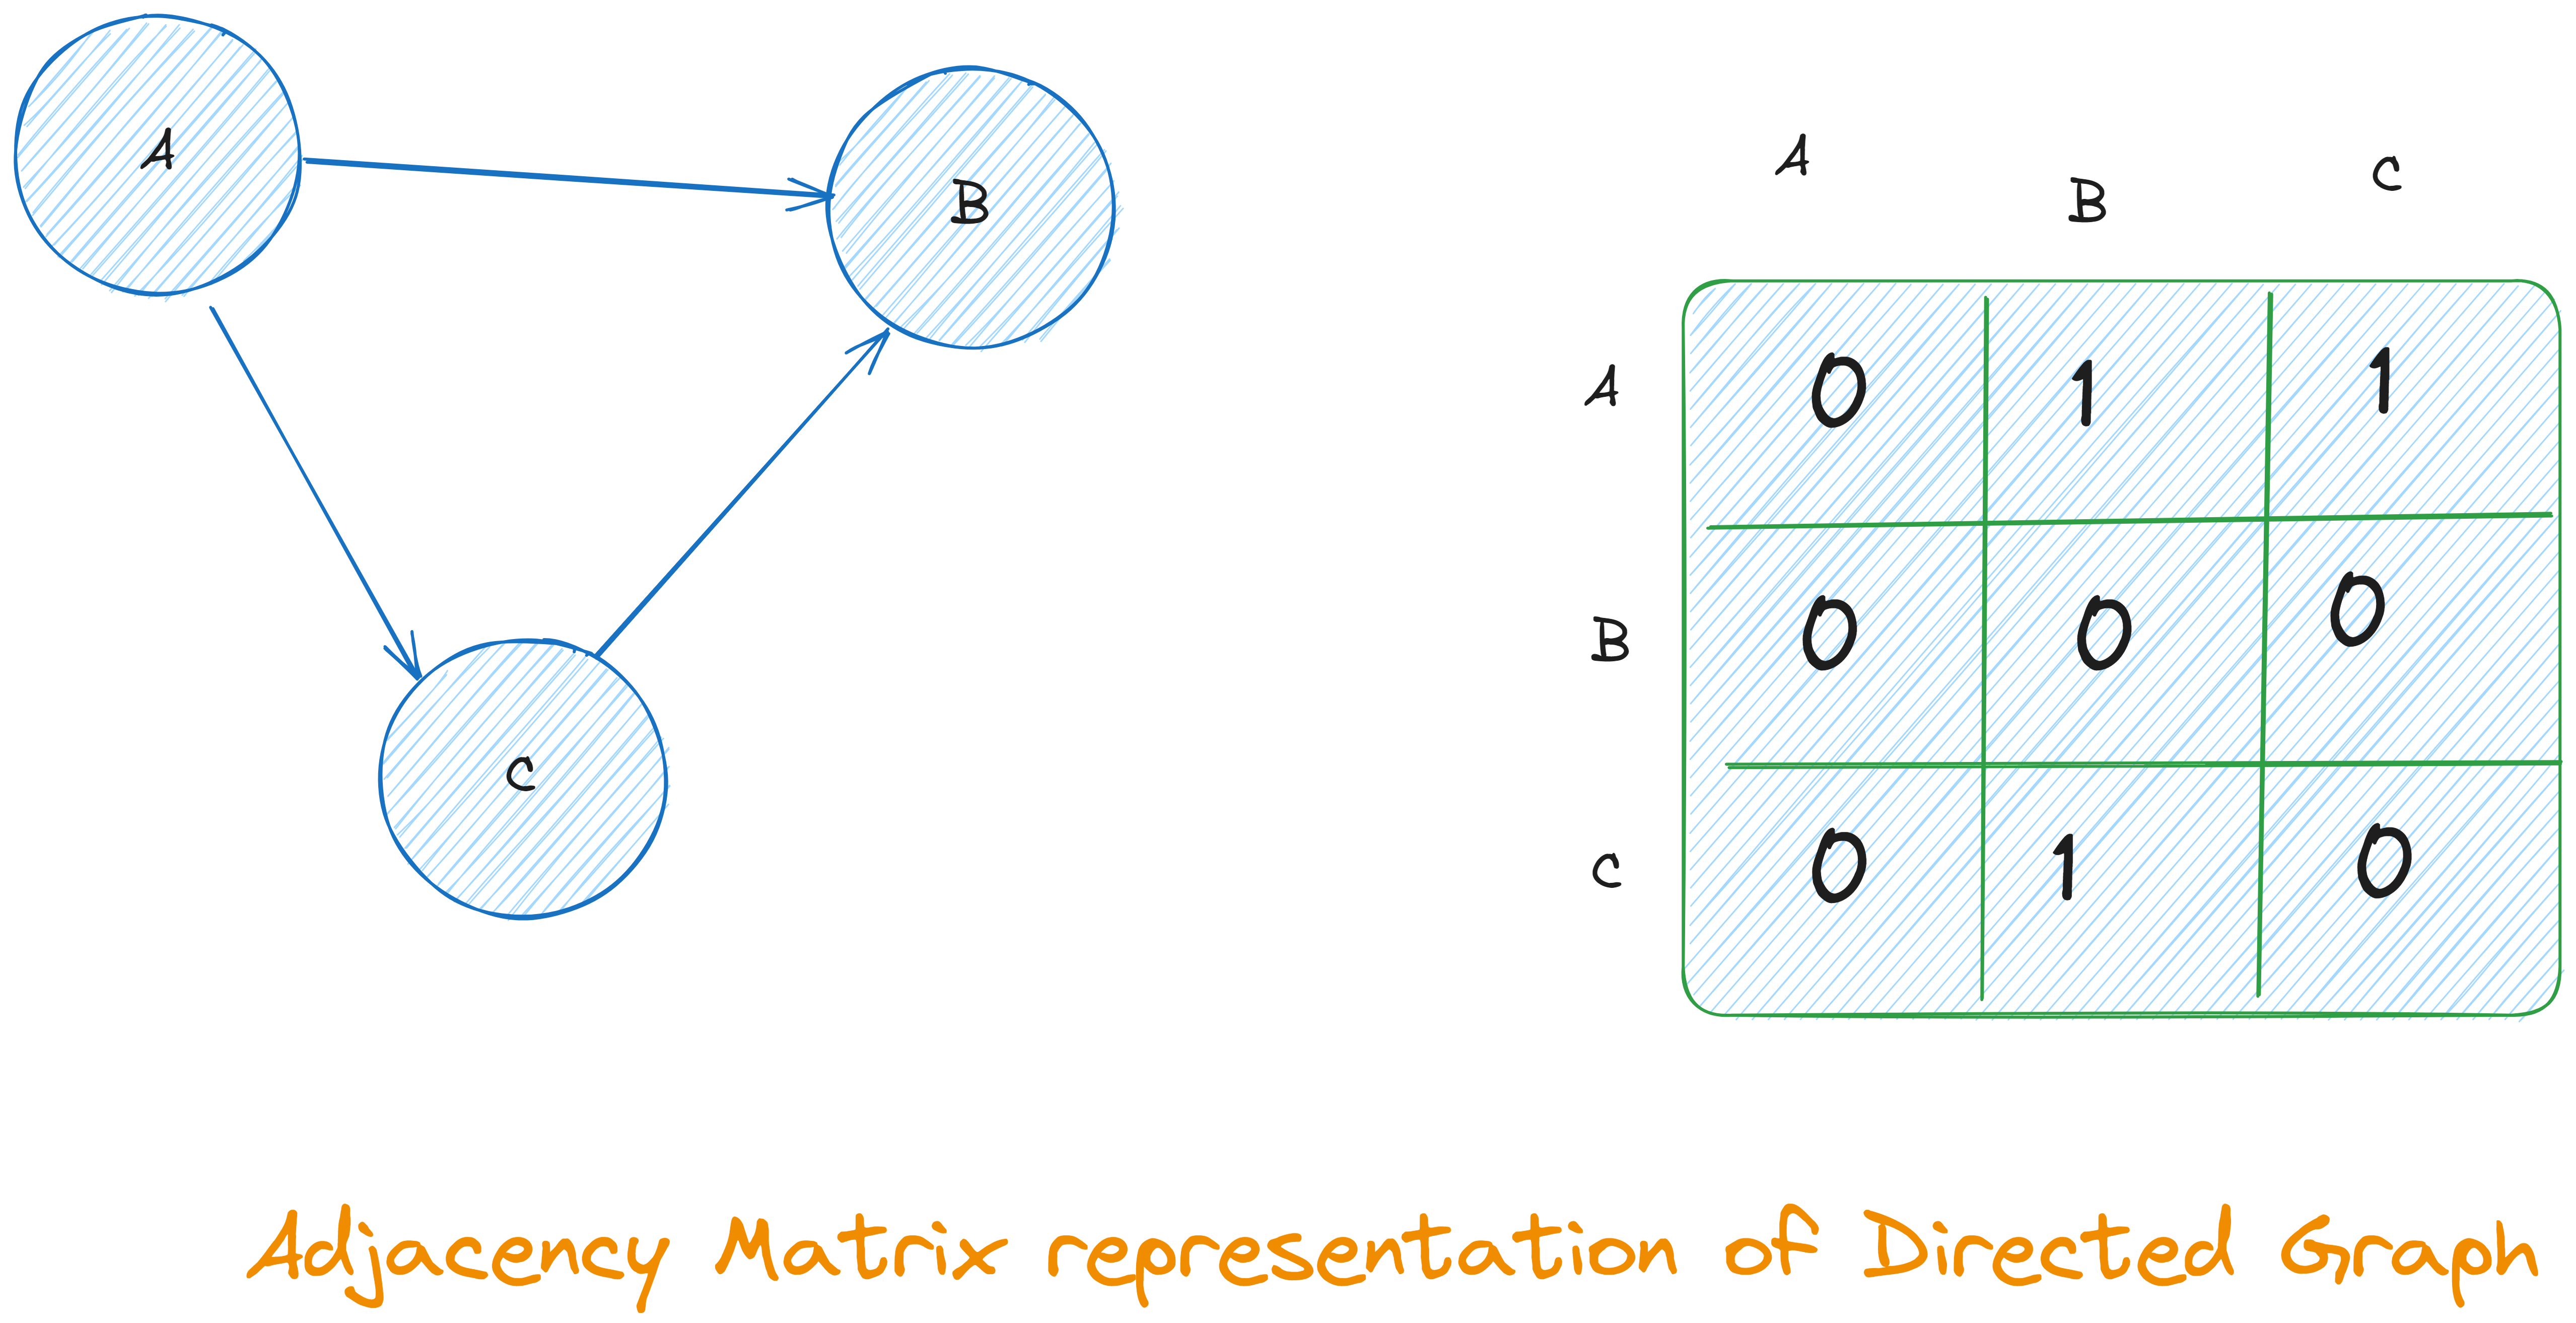 A
B
C
A B C
A 0 1 1
B 0 0 0
C 0 1 0
Adjacency Matrix representation of Directed Graph